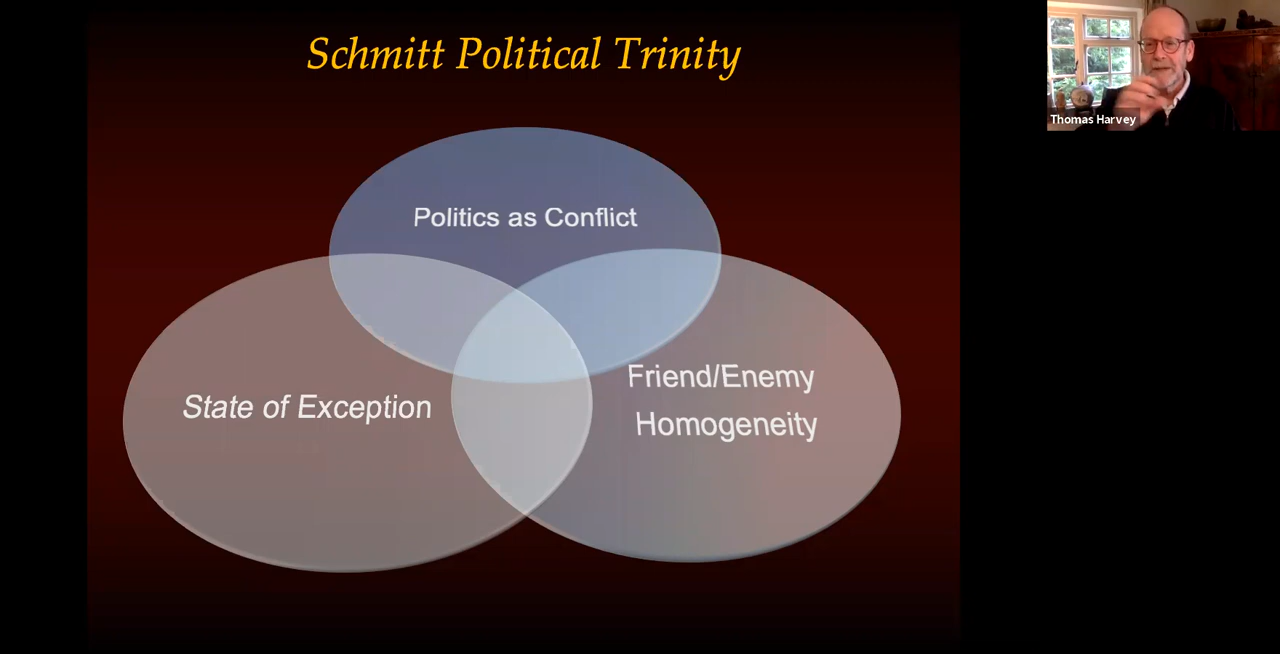 Schmitt Political Trinity
Thomas Harvey
Politics as Conflict
Friend/Enemy
Homogeneity
State of Exception